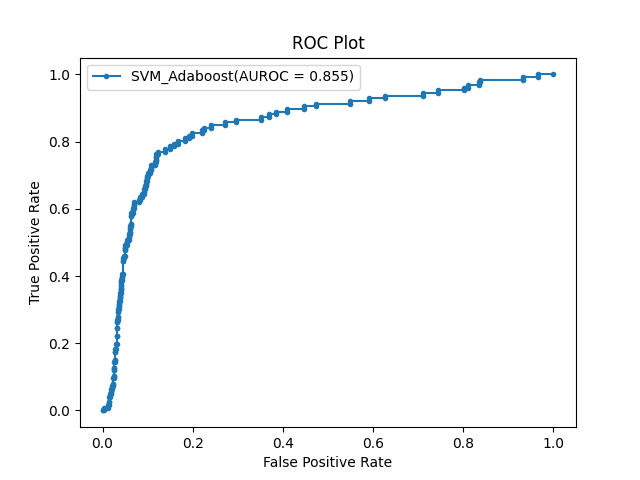 ROC Plot
SVM_Adaboost(AUROC = 0.855)
True Positive Rate
1.0
0.8
0.6
0.4
0.2
0.0
0.0 0.2 0.4 0.6 0.8 1.0
False Positive Rate